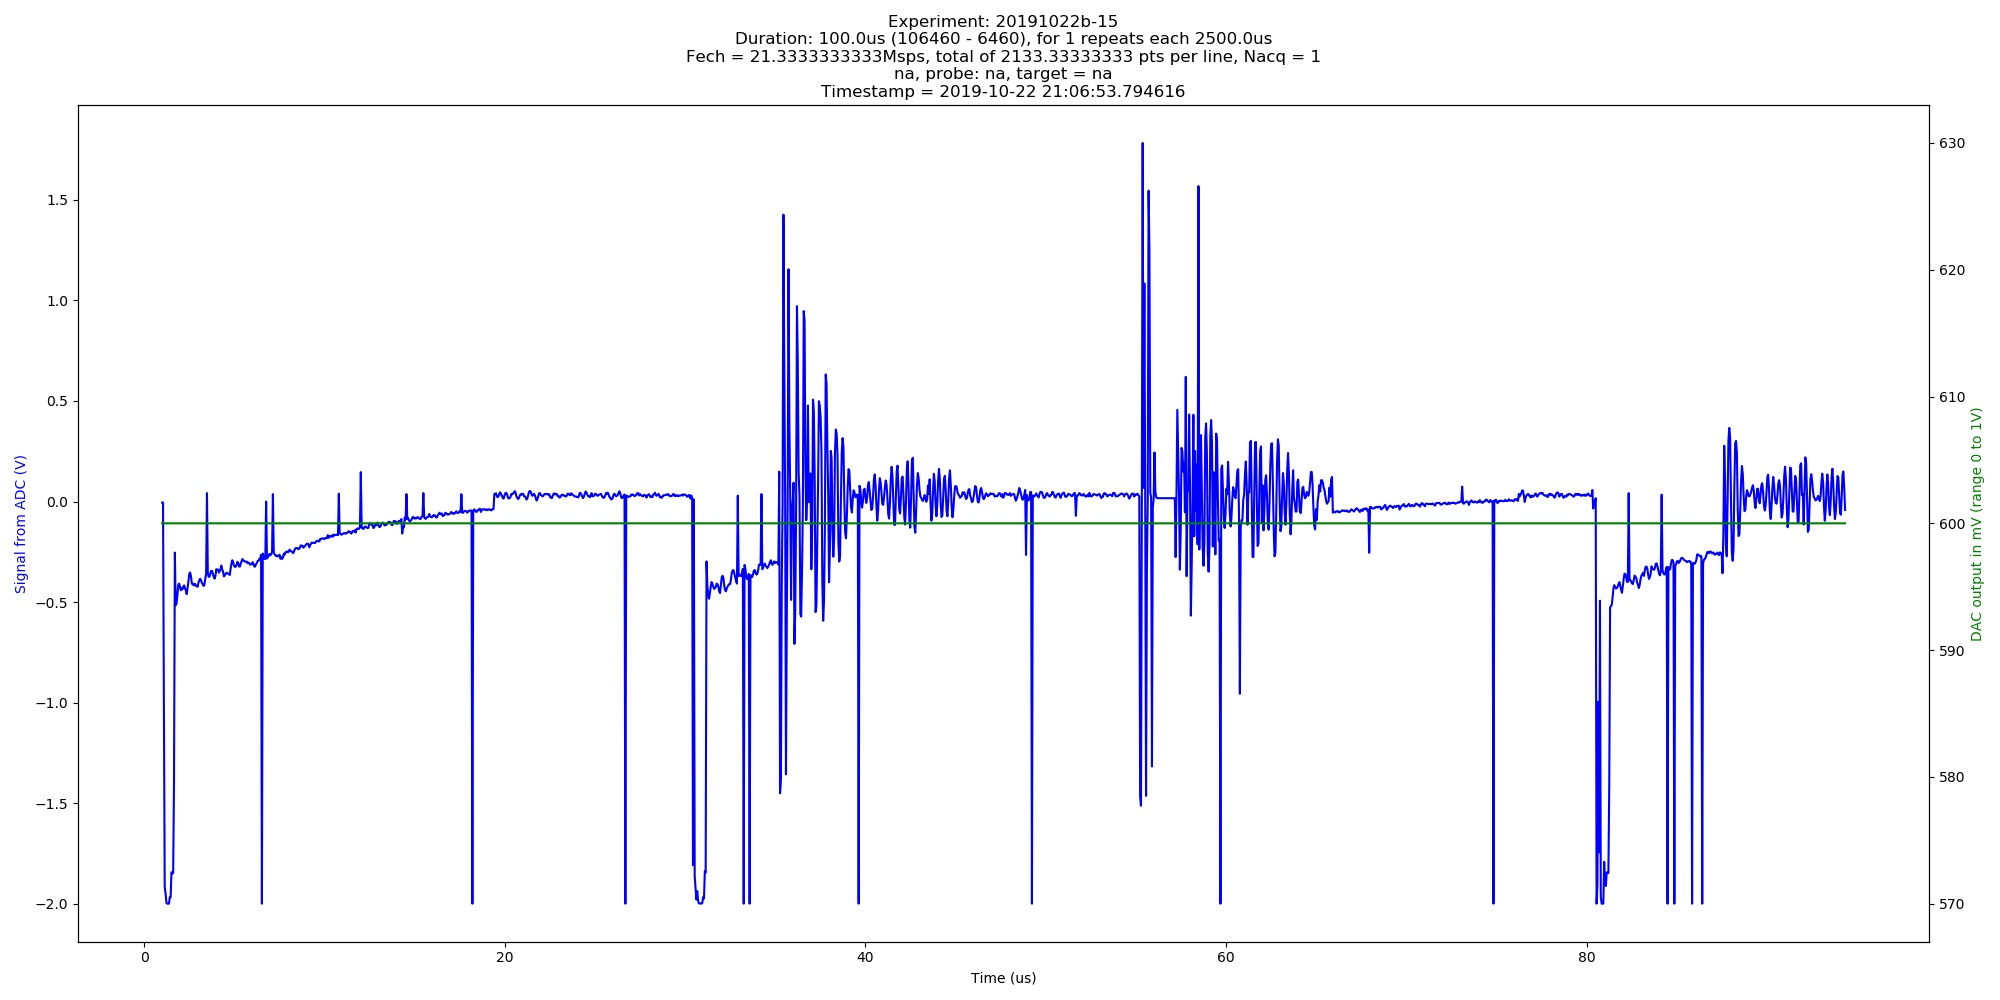 Experiment: 20191022b-15
Duration: 100.0us (106460 - 6460), for 1 repeats each 2500.0us
Fech = 21.3333333333Msps, total of 2133.33333333 pts per line, Nacq = 1
na, probe: na, target = na
Timestamp = 2019-10-22 21:06:53.794616
Signal from ADC (V)
1.5
1.0
0.5
0.0
−0.5
−1.0
−1.5
−2.0
0
20
40
60
80
Time (us)
630
620
610
600
590
580
570
DAC output in mV (range 0 to 1V)